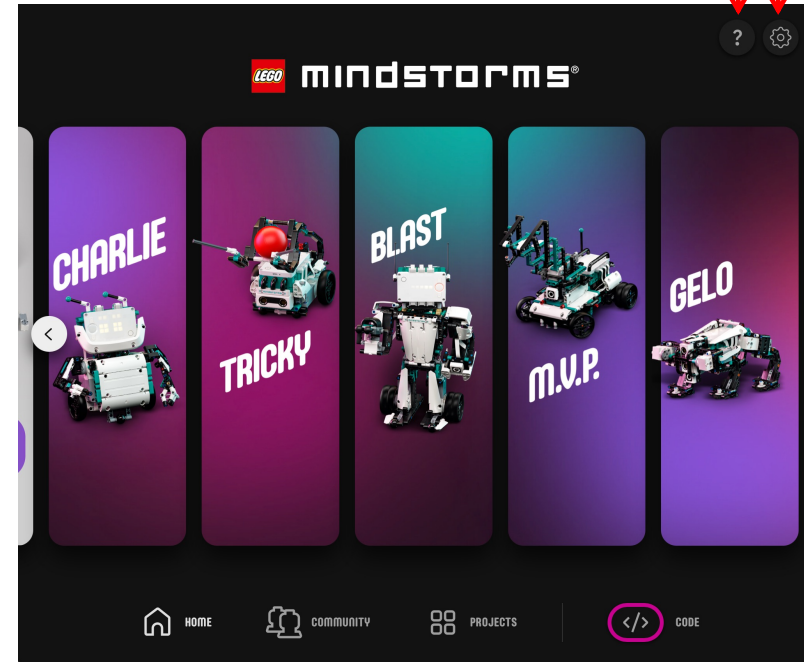 ?
LEGO MINDSTORMS®
CHARLIE
TRICKY
BLAST
M.V.P.
GELO
HOME
COMMUNITY
PROJECTS
</> CODE